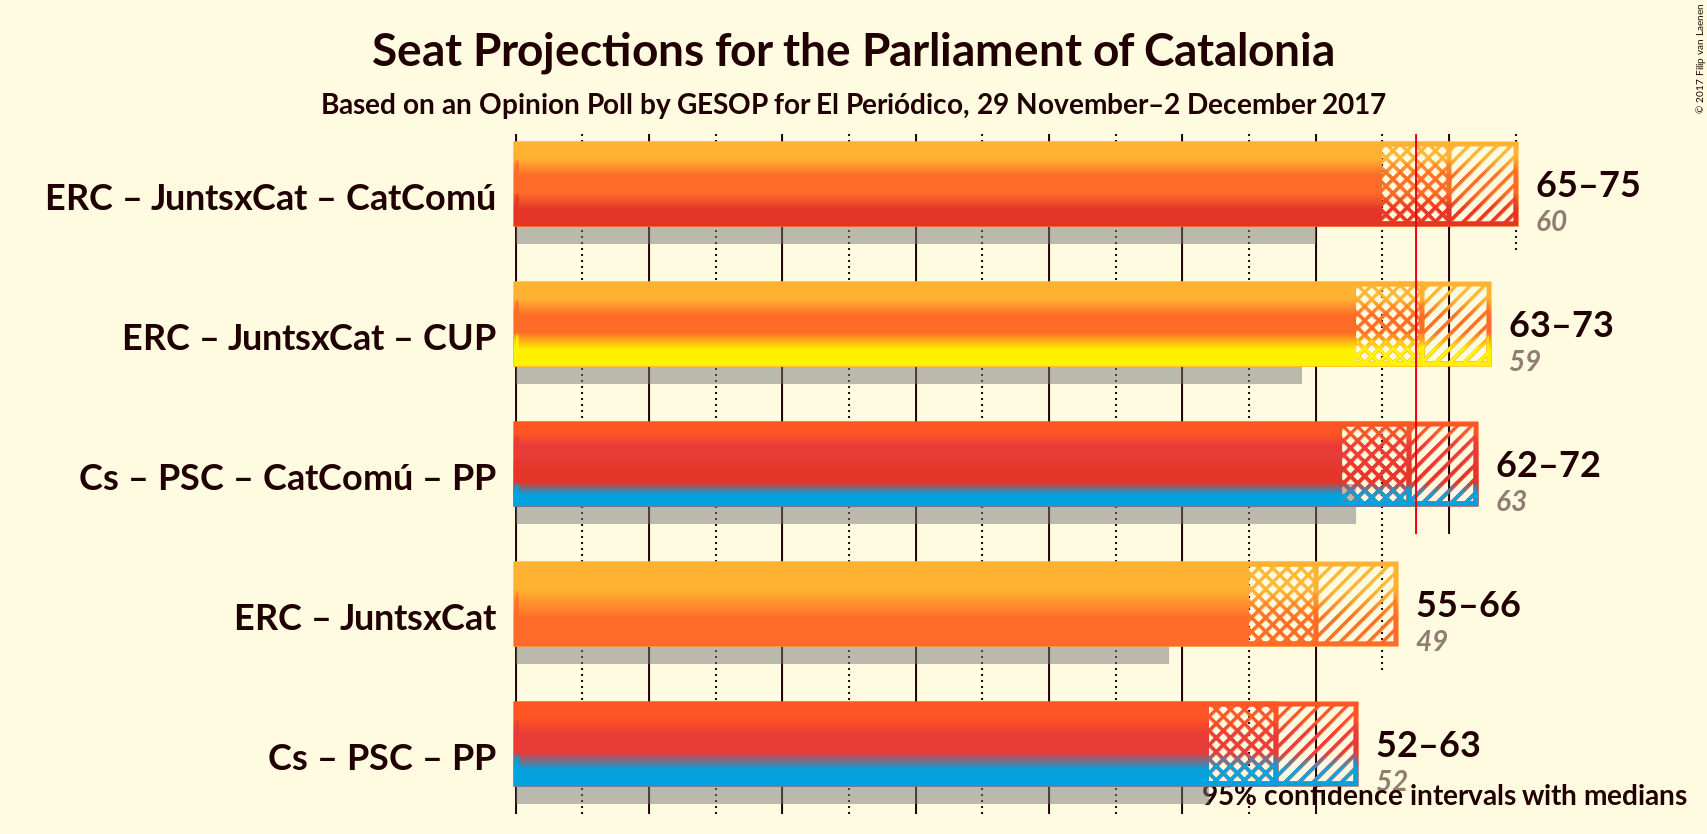 Seat Projections for the Parliament of Catalonia
Based on an Opinion Poll by GESOP for El Periódico, 29 November–2 December 2017
© 2017 Filip van Laenen
ERC – JuntsxCat – CatComú
65–75
60
ERC – JuntsxCat – CUP
63–73
59
Cs – PSC – CatComú – PP
62–72
63
ERC – JuntsxCat
55–66
49
Cs – PSC – PP
52–63
52
95% confidence intervals with medians